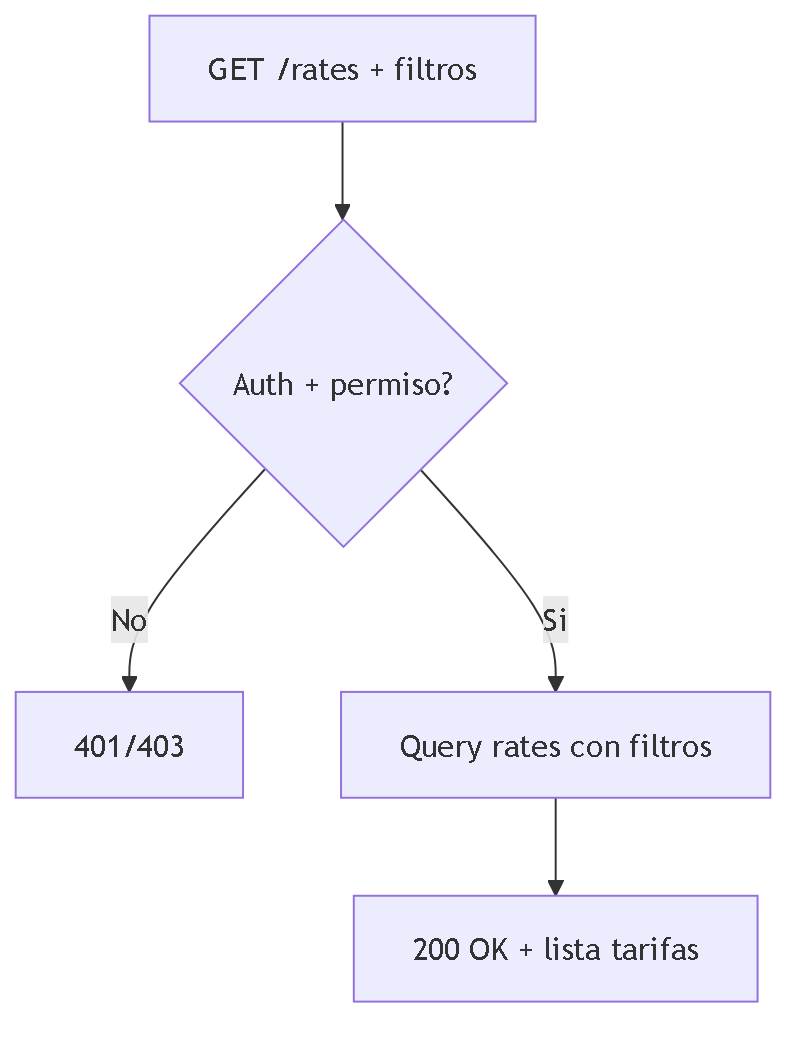 GET /rates + filtros
Auth + permiso?
No
Si
401/403
Query rates con filtros
200 OK + lista tarifas